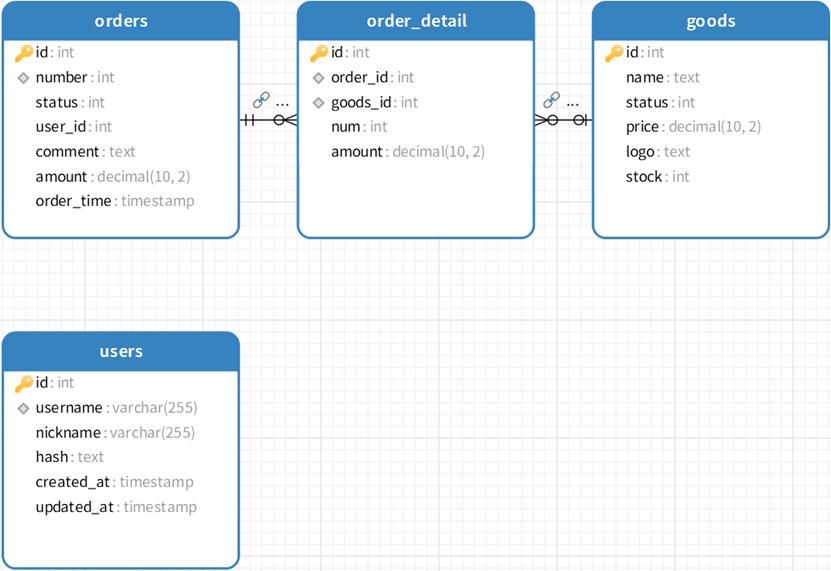 orders
id: int
number: int
status: int
user_id: int
comment: text
amount: decimal(10, 2)
order_time: timestamp
...
order_detail
id: int
order_id: int
goods_id: int
num: int
amount: decimal(10, 2)
...
goods
id: int
name: text
status: int
price: decimal(10, 2)
logo: text
stock: int
users
id: int
username: varchar(255)
nickname: varchar(255)
hash: text
created_at: timestamp
updated_at: timestamp